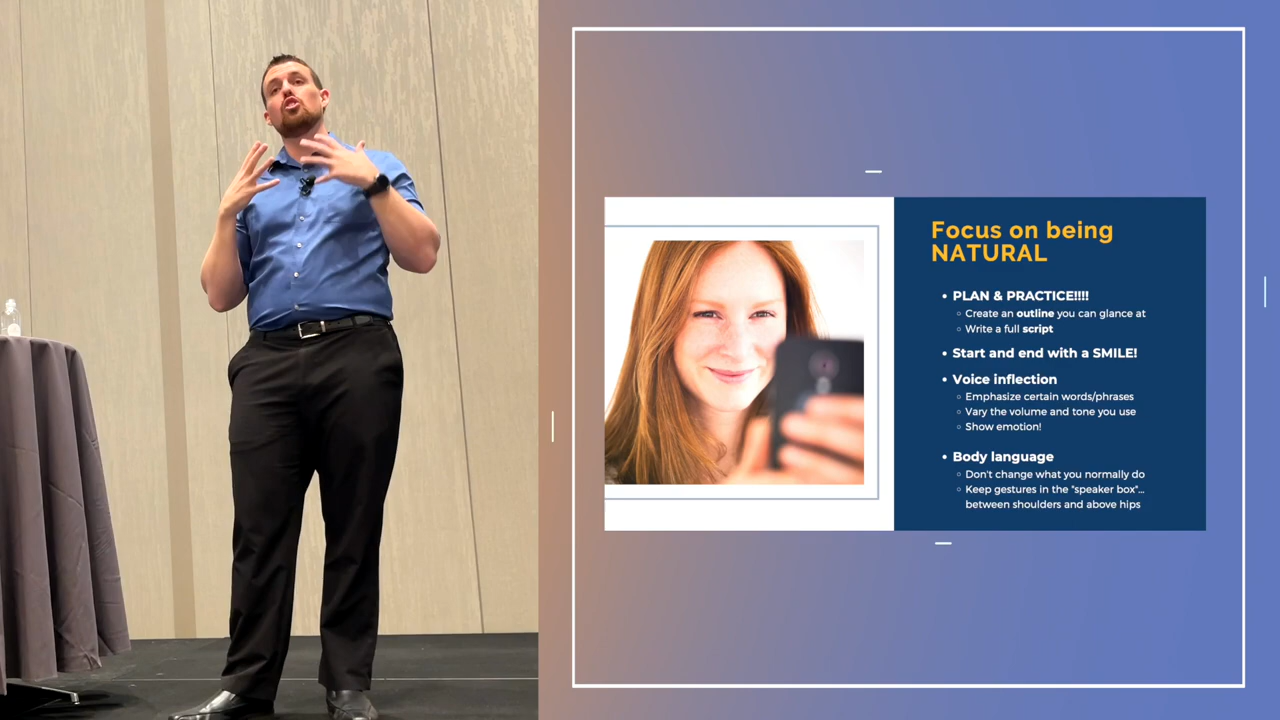 Focus on being
NATURAL
• PLAN & PRACTICE!!!!
◦ Create an outline you can glance at
◦ Write a full script
• Start and end with a SMILE!
• Voice inflection
◦ Emphasize certain words/phrases
◦ Vary the volume and tone you use
◦ Show emotion!
• Body language
◦ Don't change what you normally do
◦ Keep gestures in the "speaker box"...
between shoulders and above hips